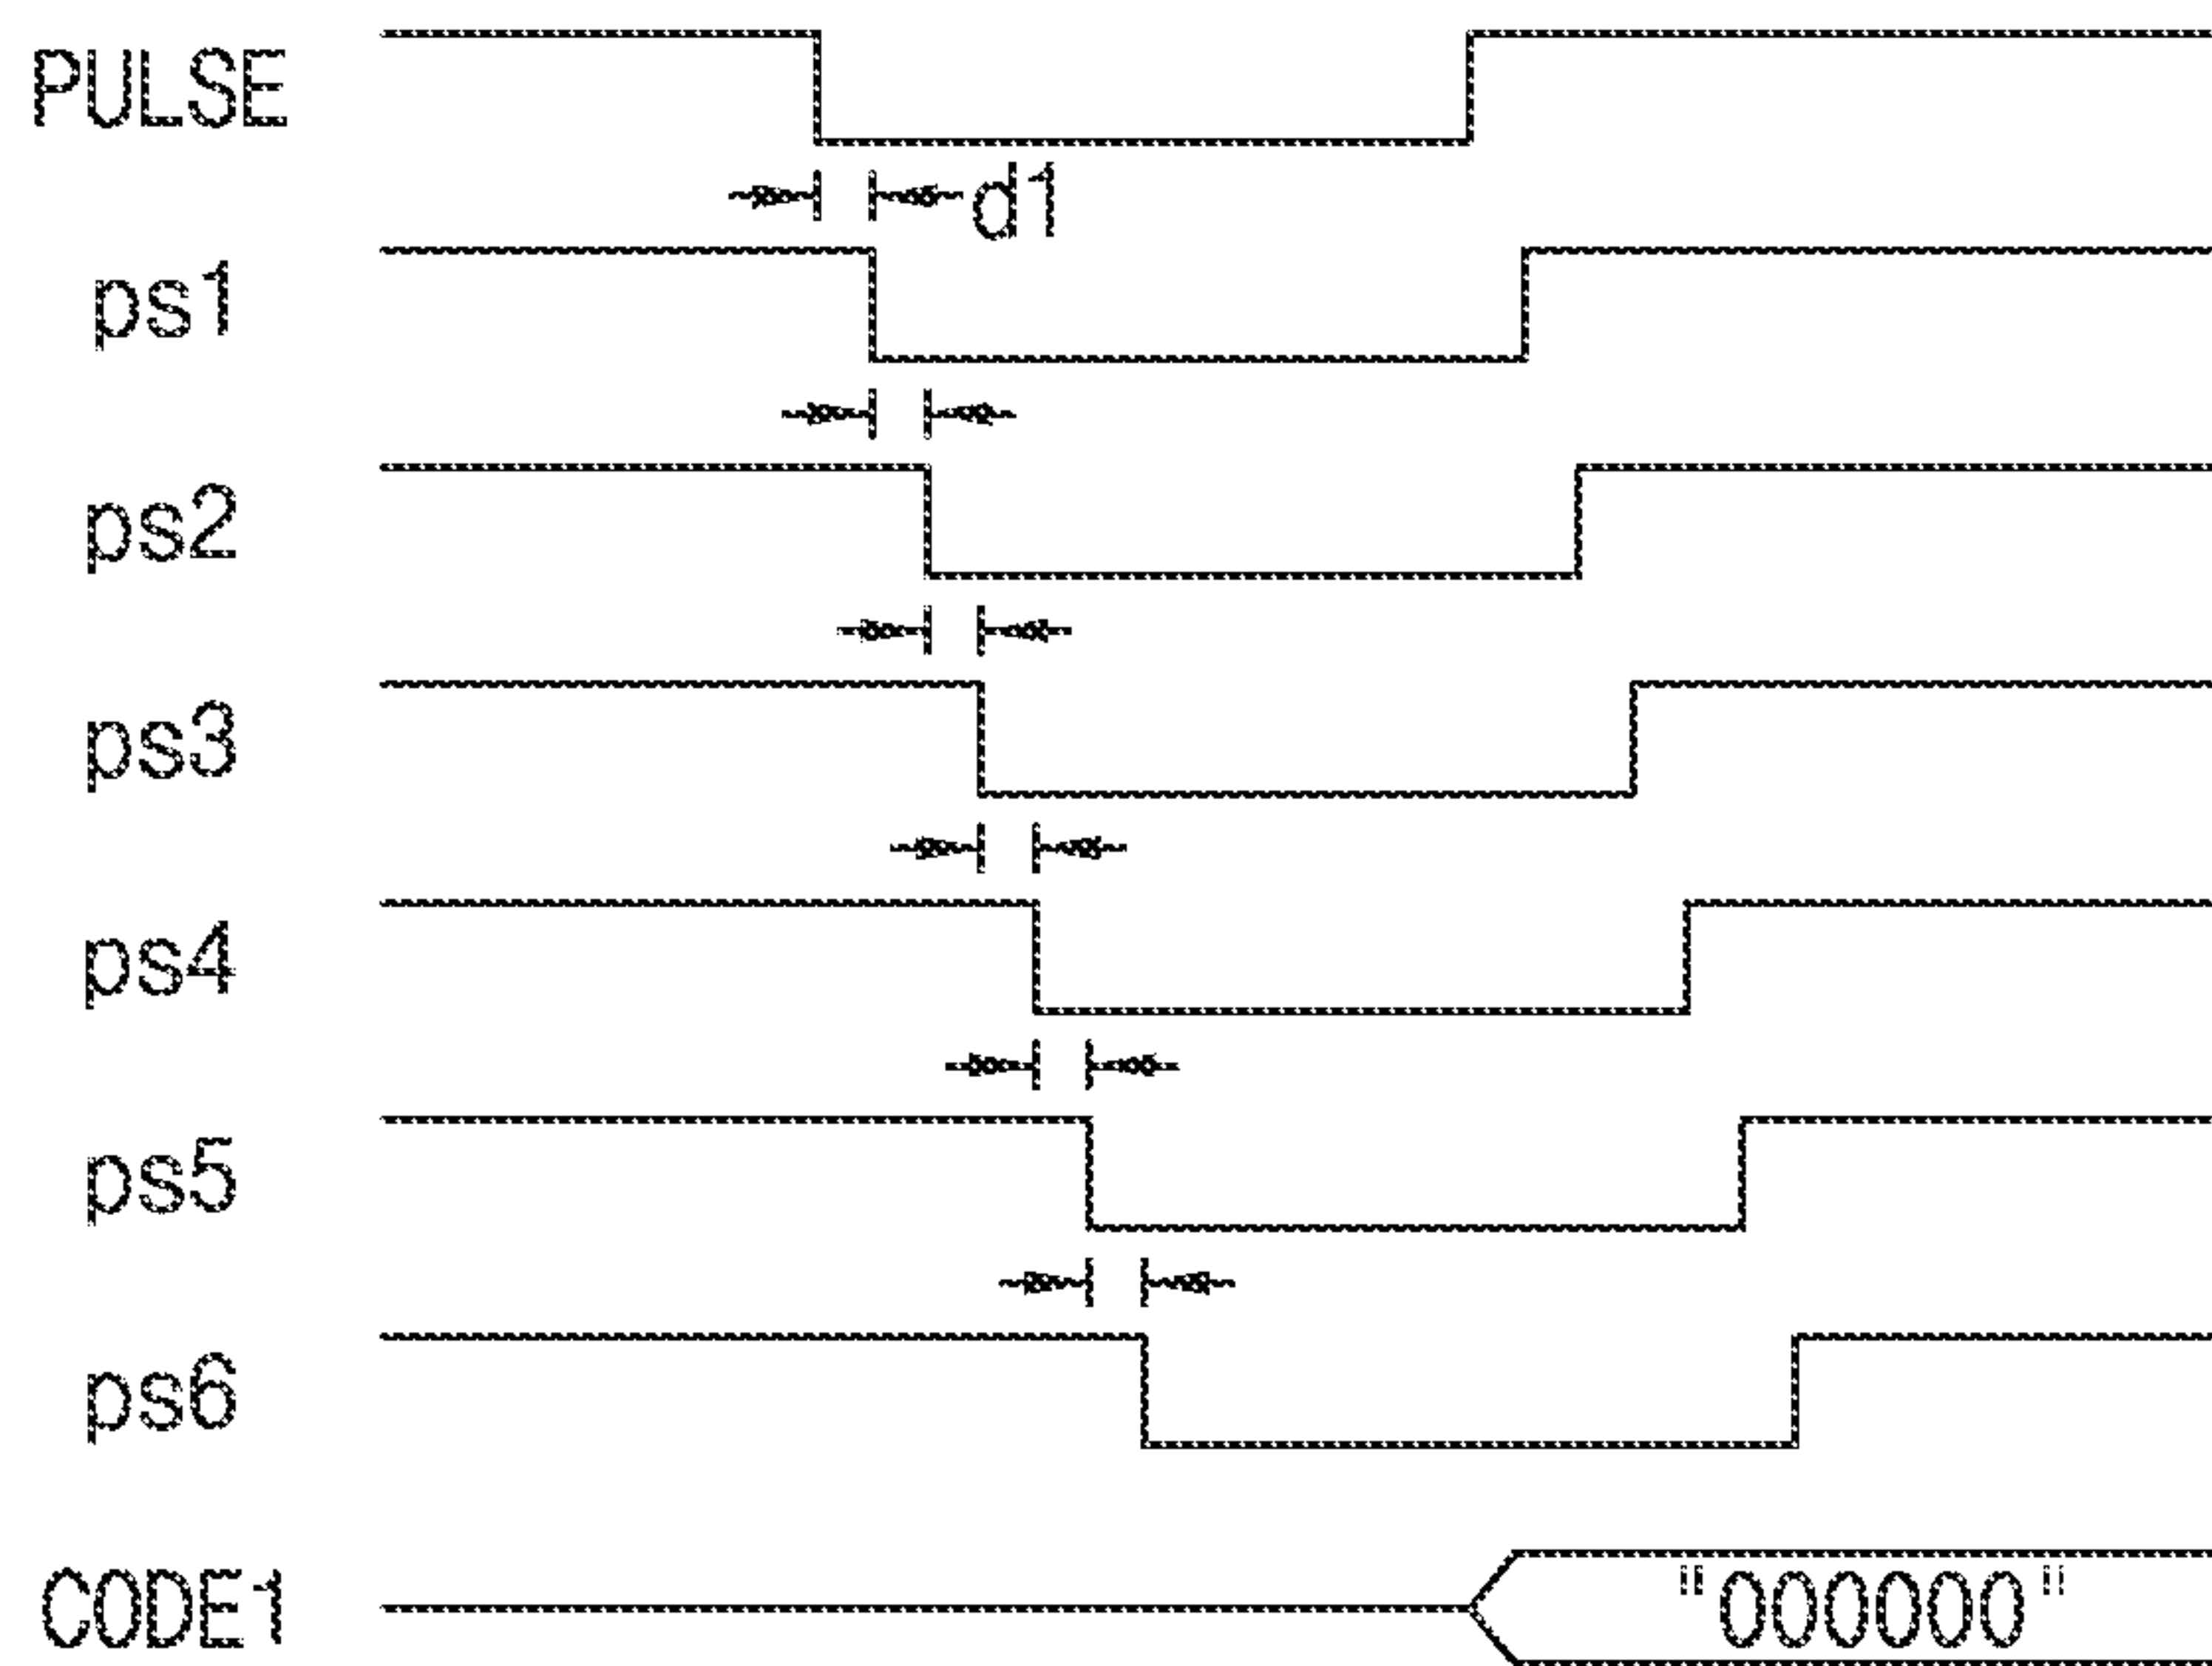 PULSE
d1
ps1
ps2
ps3
ps4
ps5
ps6
CODE1 "000000"